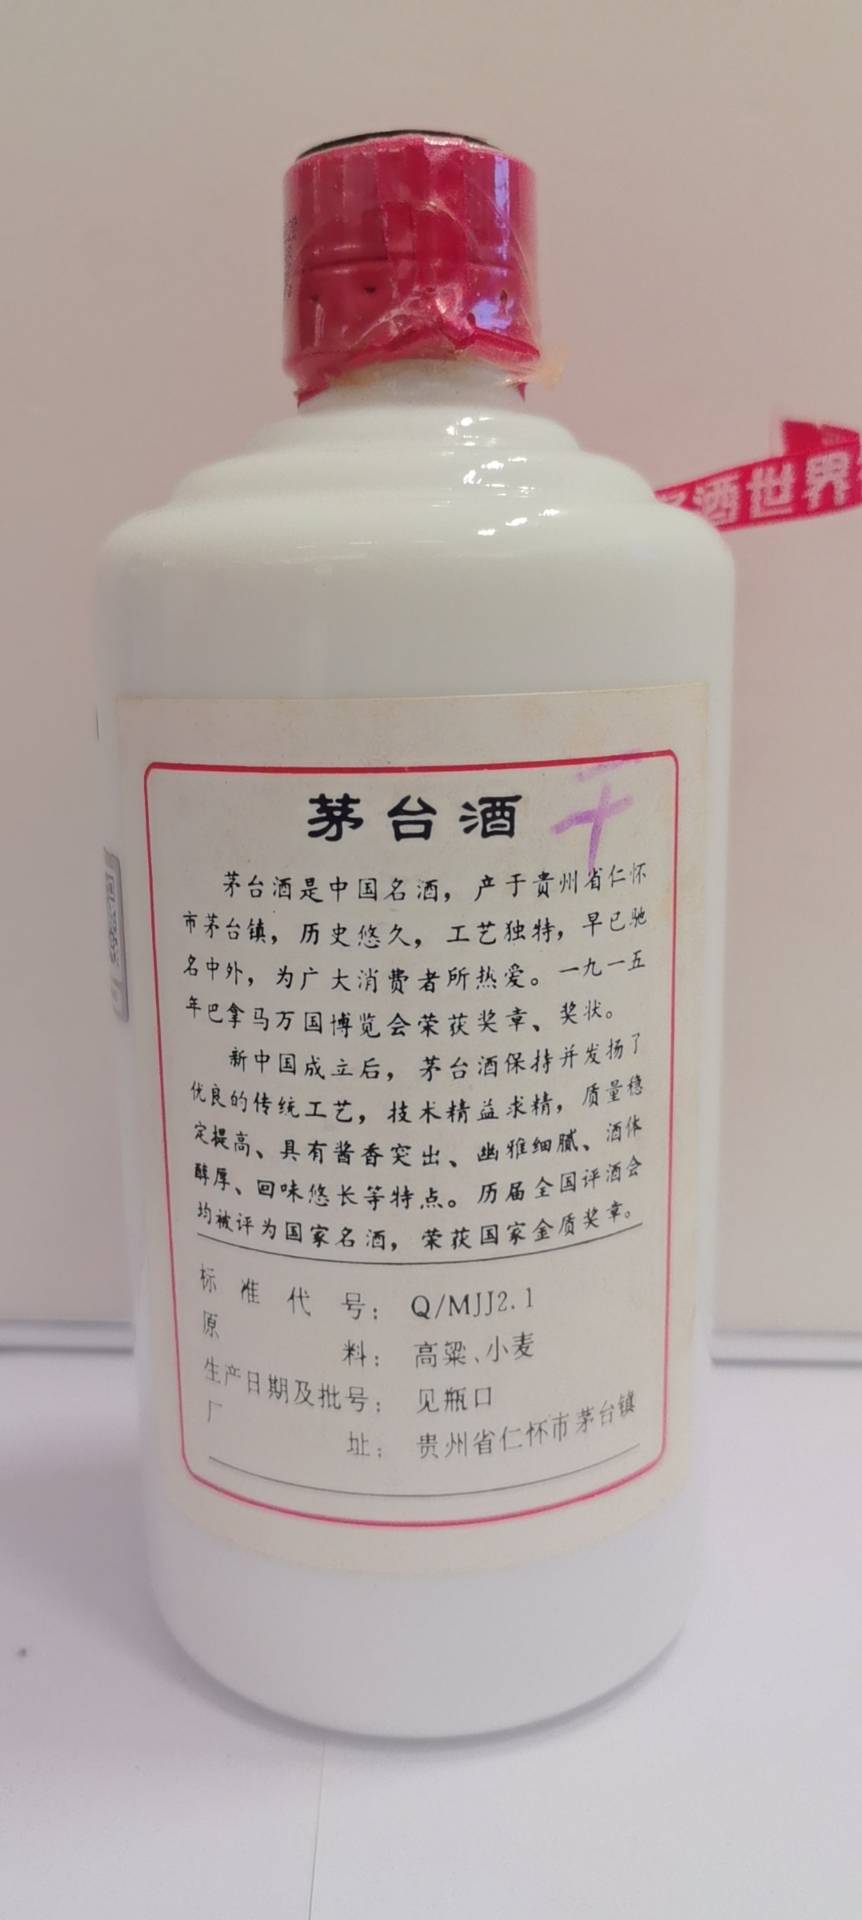 酒世界
茅台酒
茅台酒是中国名酒，产于贵州省仁怀
市茅台镇，历史悠久，工艺独特，早已驰
名中外，为广大消费者所热爱。一九一五
年巴拿马万国博览会荣获奖章、奖状。
新中国成立后，茅台酒保持并发扬了
优良的传统工艺，技术精益求精，质量稳
定提高、具有酱香突出、幽雅细腻、酒体
醇厚、回味悠长等特点。历届全国评酒会
均被评为国家名酒，荣获国家金质奖章。
标准代号：Q/MJJ2.1
原料：高粱、小麦
生产日期及批号：见瓶口
厂址：贵州省仁怀市茅台镇